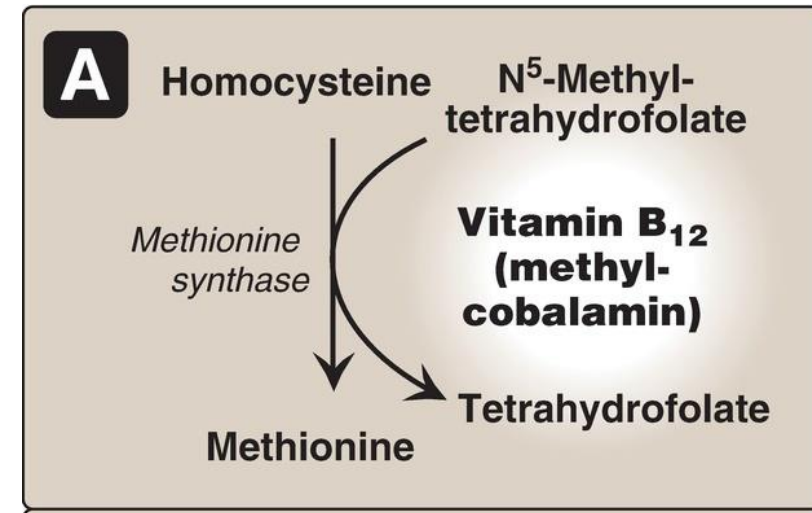 A
Homocysteine
N⁵-Methyl-
tetrahydrofolate
Methionine
synthase
Vitamin B₁₂
(methyl-
cobalamin)
Tetrahydrofolate
Methionine